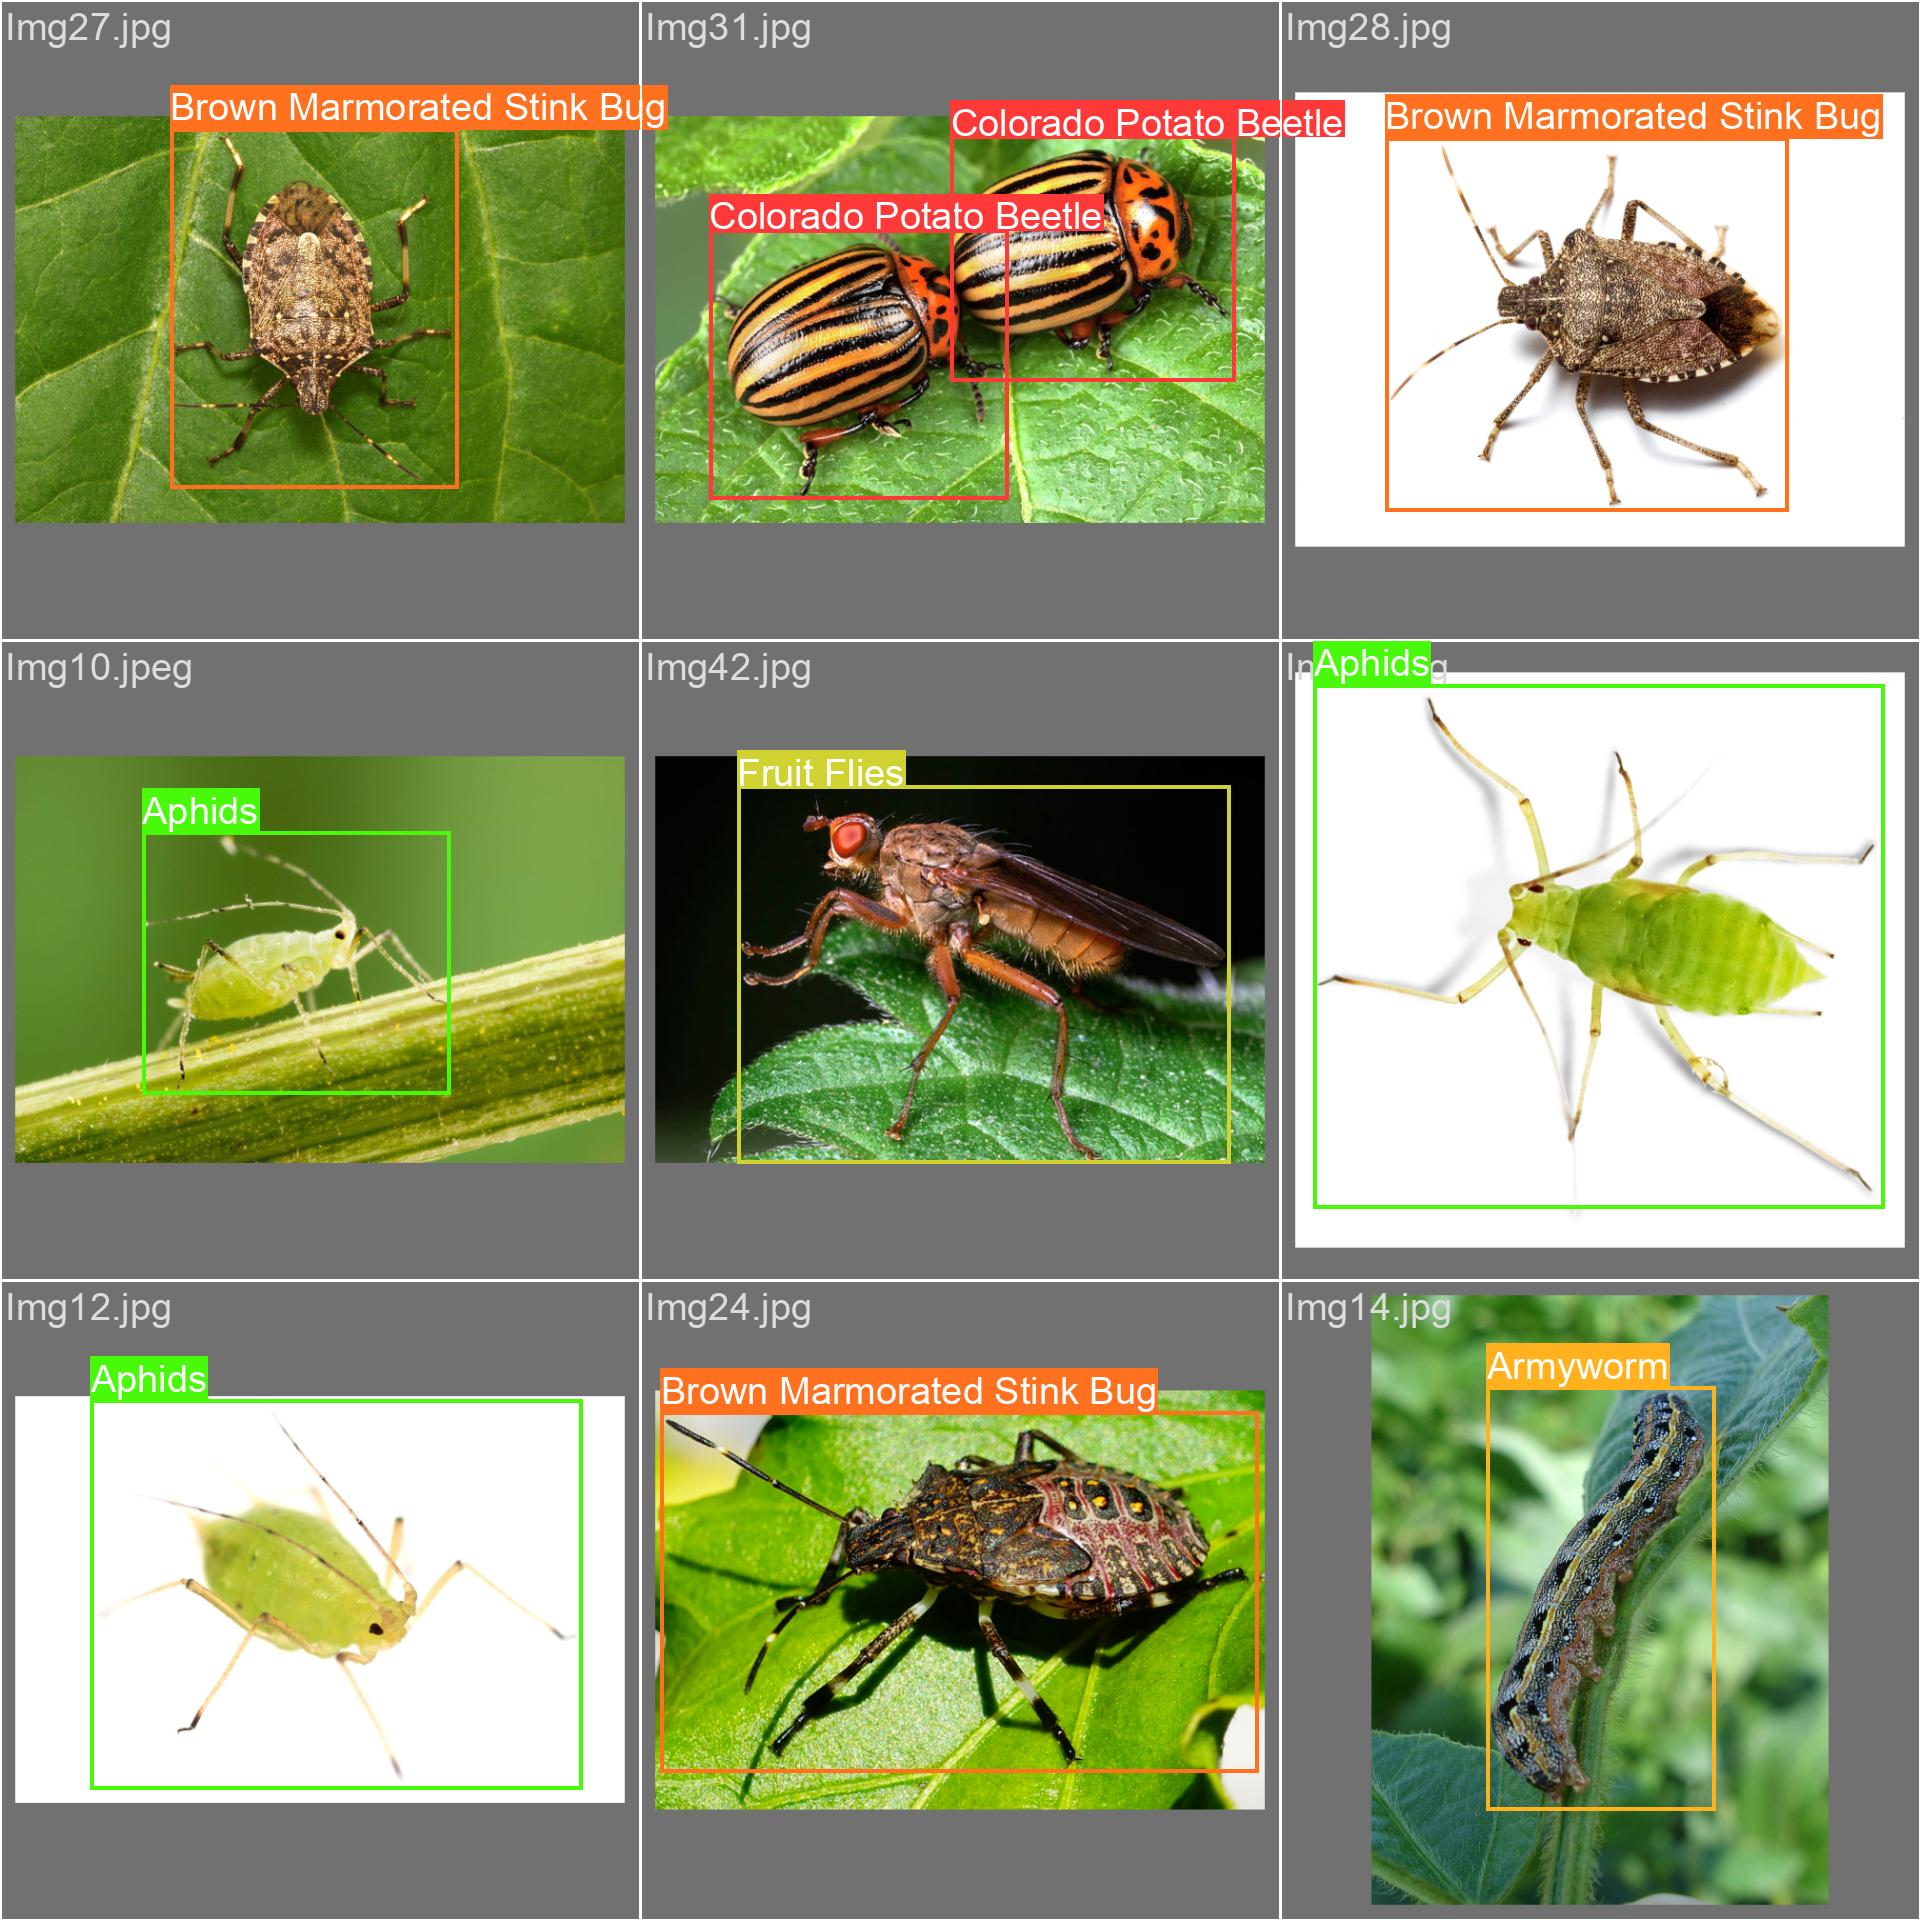 Img27.jpg
Brown Marmorated Stink Bug
Img31.jpg
Colorado Potato Beetle
Colorado Potato Beetle
Img28.jpg
Brown Marmorated Stink Bug
Img10.jpeg
Aphids
Img42.jpg
Fruit Flies
Aphids
Img12.jpg
Aphids
Img24.jpg
Brown Marmorated Stink Bug
Img14.jpg
Armyworm